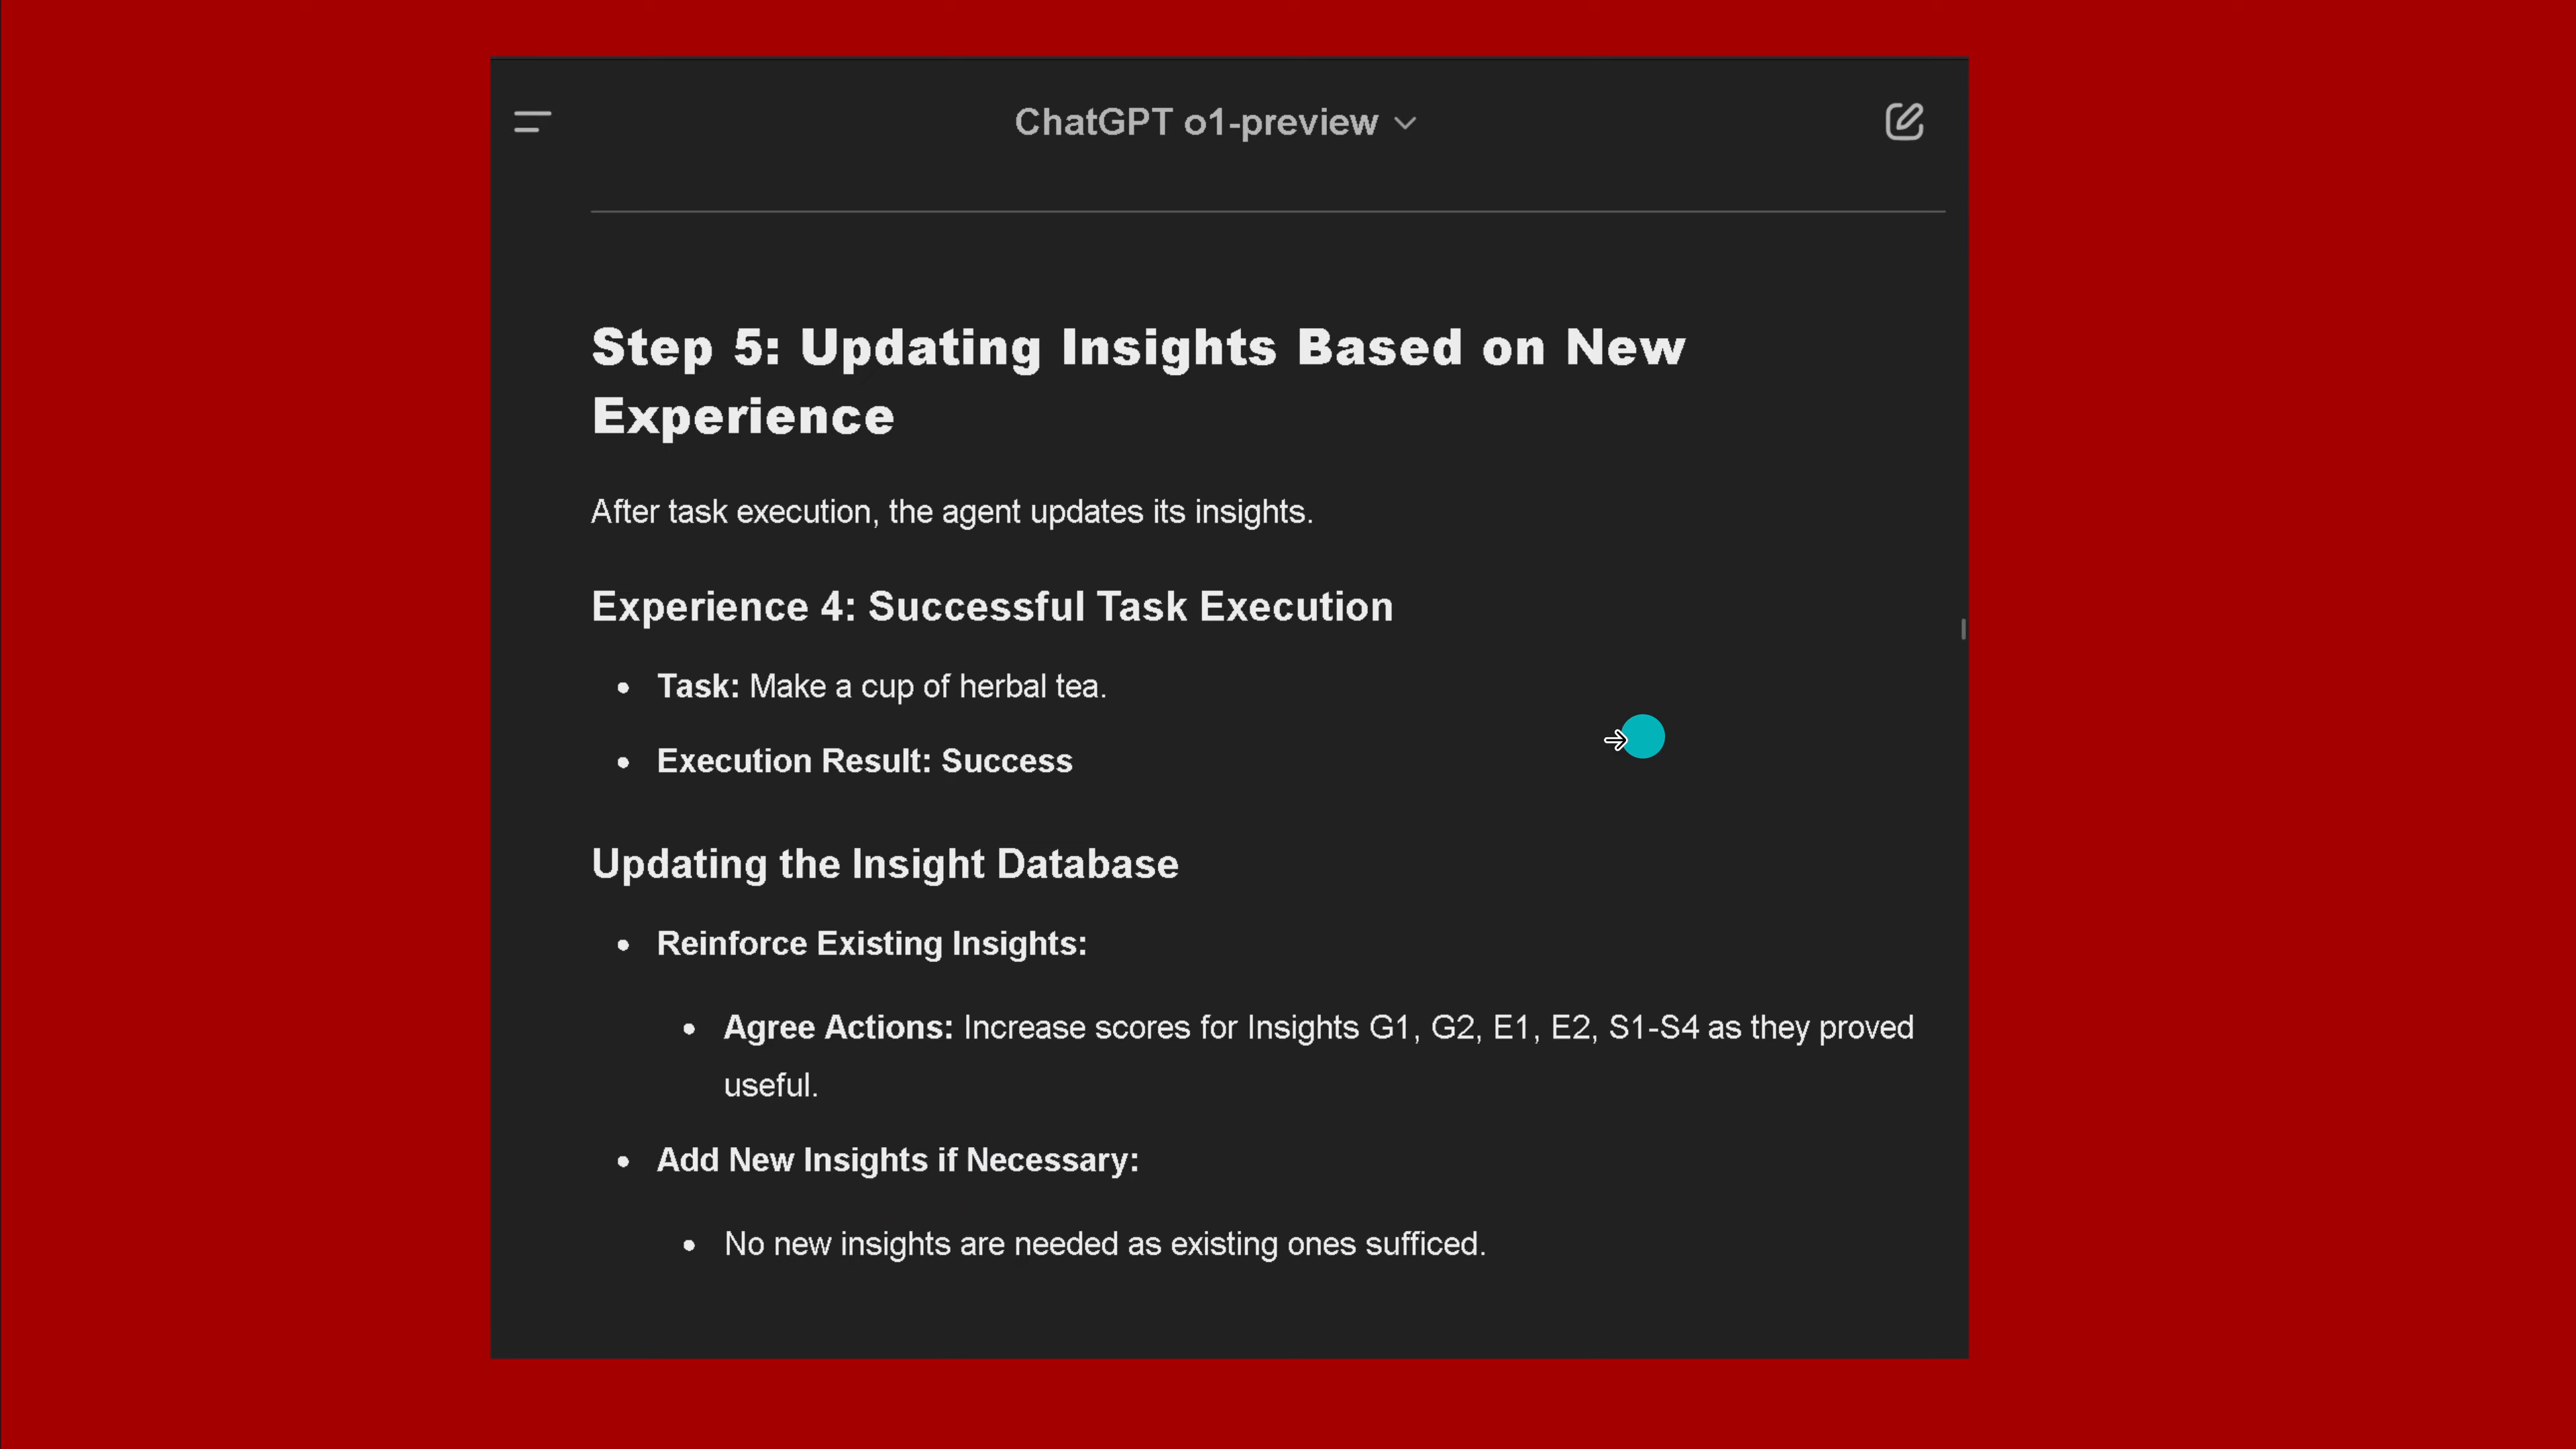 ChatGPT o1-preview
Step 5: Updating Insights Based on New
Experience
After task execution, the agent updates its insights.
Experience 4: Successful Task Execution
• Task: Make a cup of herbal tea.
• Execution Result: Success
Updating the Insight Database
• Reinforce Existing Insights:
• Agree Actions: Increase scores for Insights G1, G2, E1, E2, S1-S4 as they proved
useful.
• Add New Insights if Necessary:
• No new insights are needed as existing ones sufficed.